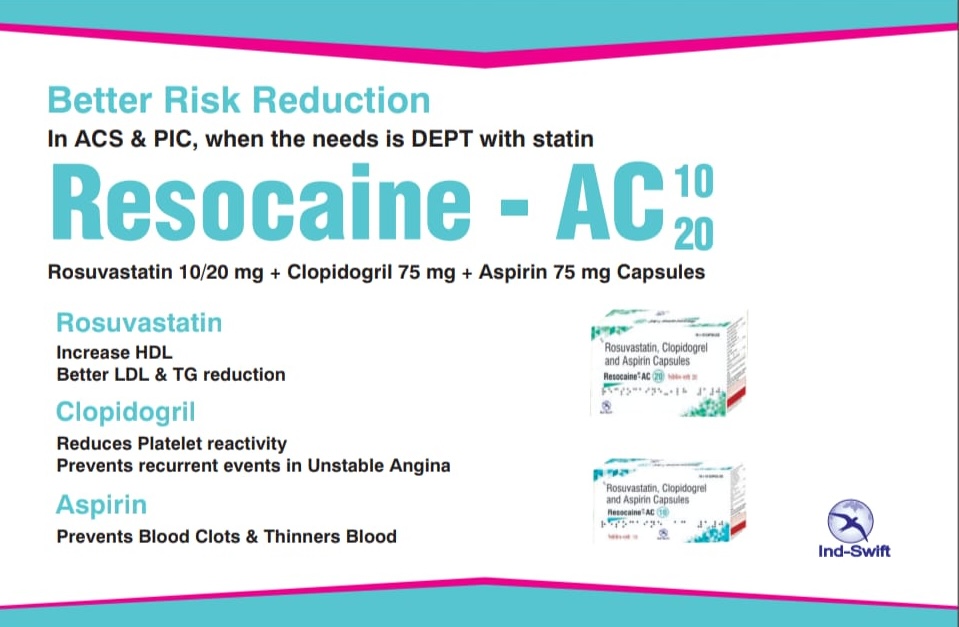 Better Risk Reduction
In ACS & PIC, when the needs is DEPT with statin
Resocaine - AC 10
20
Rosuvastatin 10/20 mg + Clopidogril 75 mg + Aspirin 75 mg Capsules
Rosuvastatin
Increase HDL
Better LDL & TG reduction
Clopidogril
Reduces Platelet reactivity
Prevents recurrent events in Unstable Angina
Aspirin
Prevents Blood Clots & Thinners Blood
Rosuvastatin, Clopidogrel
and Aspirin Capsules
Resocaine-AC 20
Rosuvastatin, Clopidogrel
and Aspirin Capsules
Resocaine-AC 10
Ind-Swift